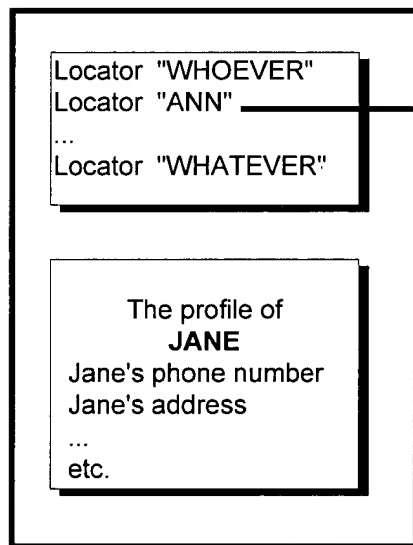 Locator "WHOEVER"
Locator "ANN"
...
Locator "WHATEVER"
The profile of
JANE
Jane's phone number
Jane's address
...
etc.